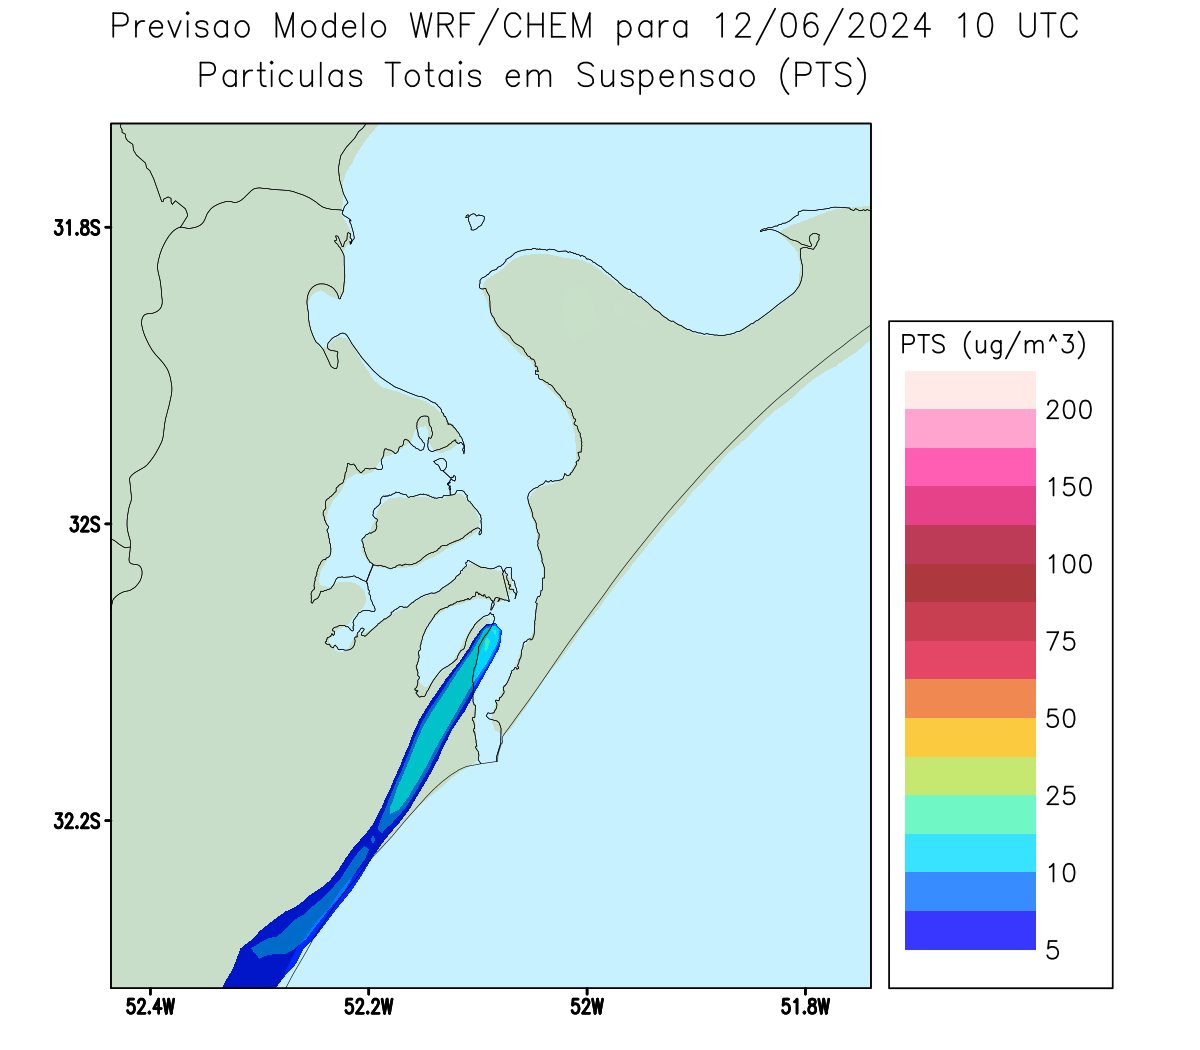 Previsao Modelo WRF/CHEM para 12/06/2024 10 UTC
Particulas Totais em Suspensao (PTS)
31.8S
32S
32.2S
52.4W
52.2W
52W
51.8W
PTS (ug/m^3)
200
150
100
75
50
25
10
5